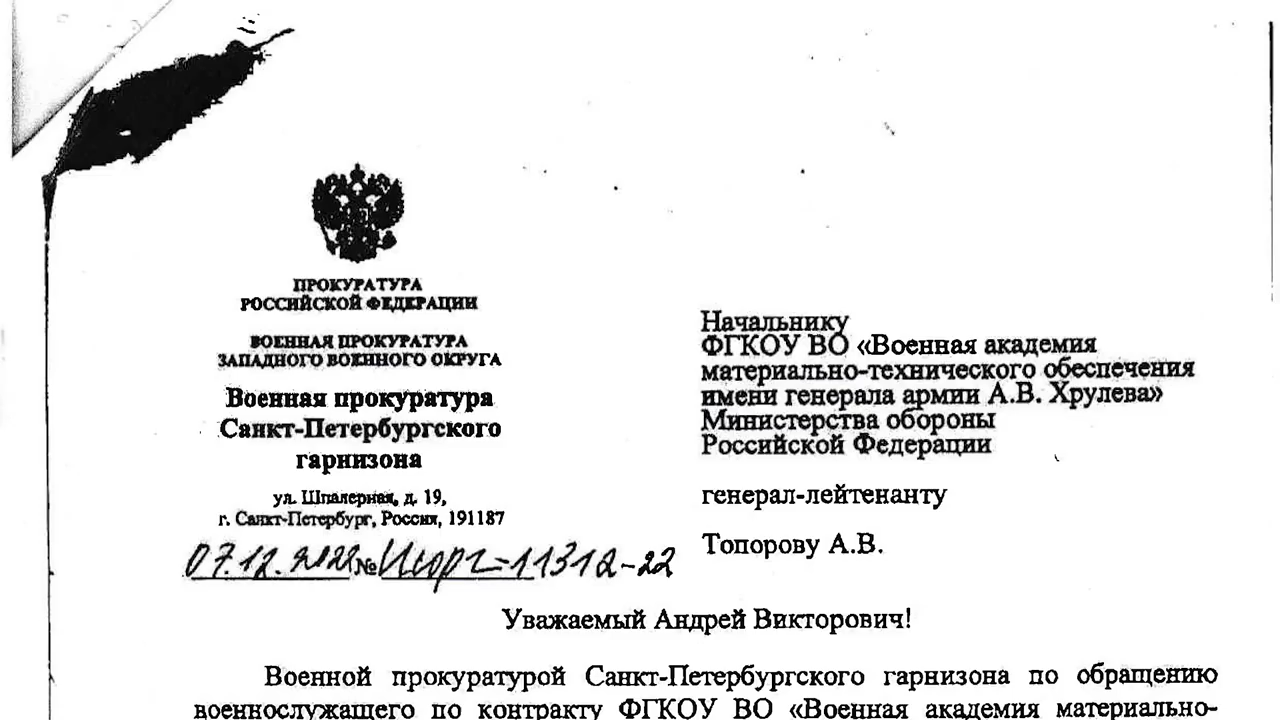 ПРОКУРАТУРА
РОССИЙСКОЙ ФЕДЕРАЦИИ
ВОЕННАЯ ПРОКУРАТУРА
ЗАПАДНОГО ВОЕННОГО ОКРУГА
Военная прокуратура
Санкт-Петербургского
гарнизона
ул. Шпалерная, д. 19,
г. Санкт-Петербург, Россия, 191187
07.12.2022 № Исорг-11312-22
Начальнику
ФГКОУ ВО «Военная академия
материально-технического обеспечения
имени генерала армии А.В. Хрулева»
Министерства обороны
Российской Федерации
генерал-лейтенанту
Топорову А.В.
Уважаемый Андрей Викторович!
Военной прокуратурой Санкт-Петербургского гарнизона по обращению
военнослужащего по контракту ФГКОУ ВО «Военная академия материально-